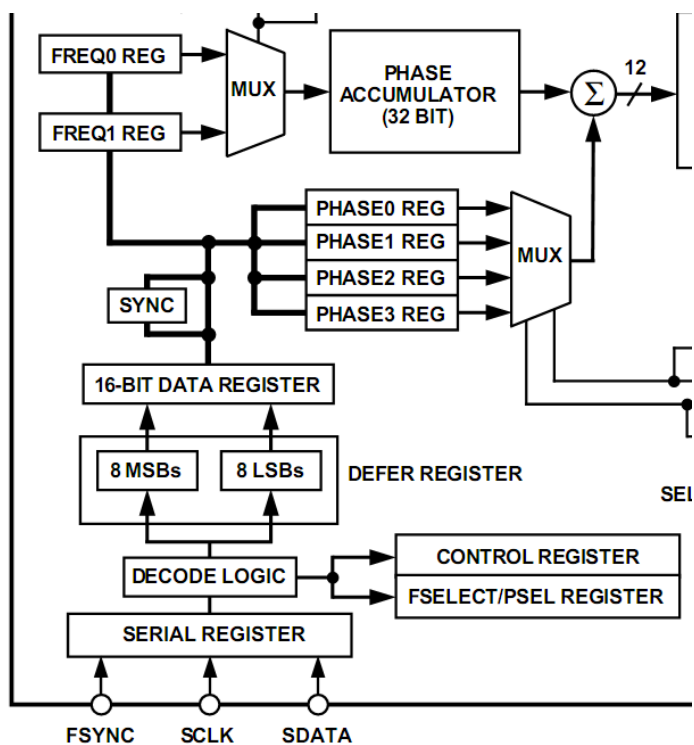 FREQ0 REG
MUX
PHASE
ACCUMULATOR
(32 BIT)
Σ
12
FREQ1 REG
PHASE0 REG
PHASE1 REG
PHASE2 REG
PHASE3 REG
MUX
SYNC
16-BIT DATA REGISTER
8 MSBs
8 LSBs
DEFER REGISTER
SEL
DECODE LOGIC
CONTROL REGISTER
FSELECT/PSEL REGISTER
SERIAL REGISTER
FSYNC
SCLK
SDATA